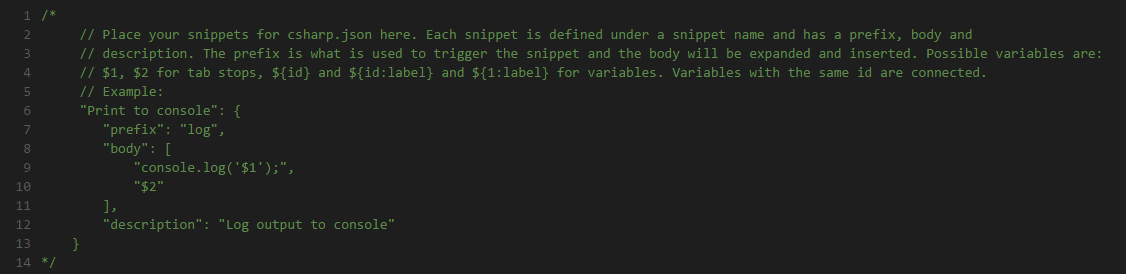 1 /*
2 // Place your snippets for csharp.json here. Each snippet is defined under a snippet name and has a prefix, body and
3 // description. The prefix is what is used to trigger the snippet and the body will be expanded and inserted. Possible variables are:
4 // $1, $2 for tab stops, ${id} and ${id:label} and ${1:label} for variables. Variables with the same id are connected.
5 // Example:
6 "Print to console": {
7 "prefix": "log",
8 "body": [
9 "console.log('$1');",
10 "$2"
11 ],
12 "description": "Log output to console"
13 }
14 */